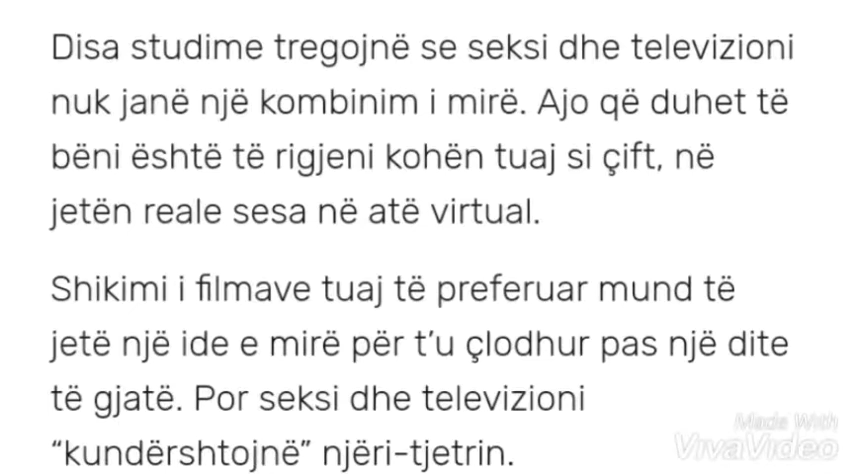 Disa studime tregojnë se seksi dhe televizioni
nuk janë një kombinim i mirë. Ajo që duhet të
bëni është të rigjeni kohën tuaj si çift, në
jetën reale sesa në atë virtual.
Shikimi i filmave tuaj të preferuar mund të
jetë një ide e mirë për t’u çlodhur pas një dite
të gjatë. Por seksi dhe televizioni
“kundërshtojnë” njëri-tjetrin.
Made With
VivaVideo